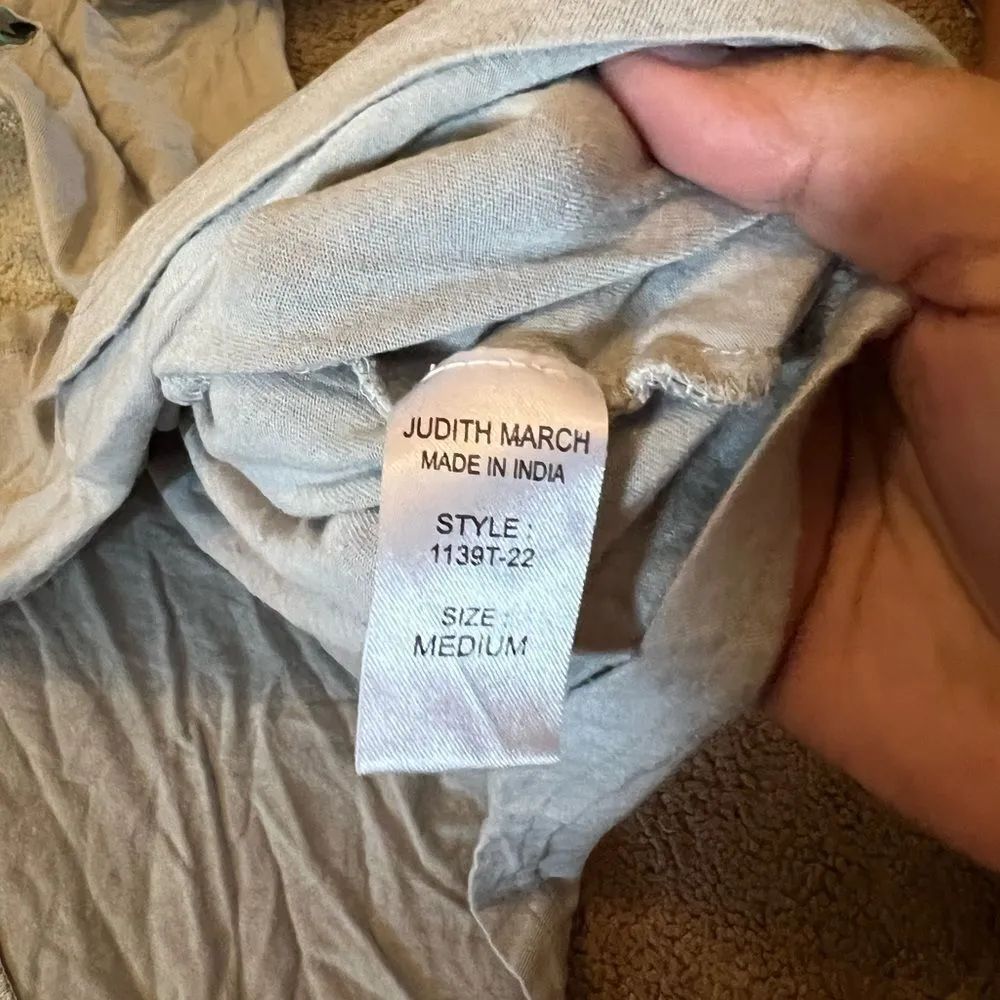 JUDITH MARCH
MADE IN INDIA
STYLE :
1139T-22
SIZE :
MEDIUM